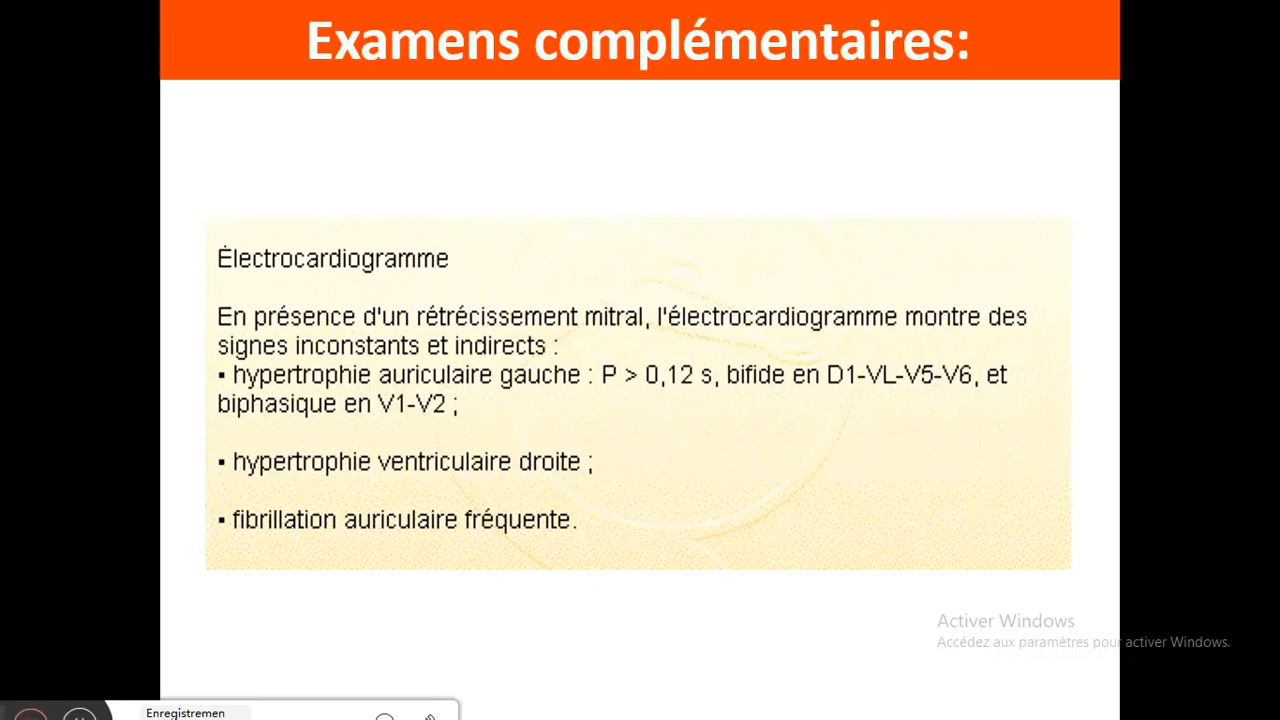 Examens complémentaires:
Électrocardiogramme
En présence d'un rétrécissement mitral, l'électrocardiogramme montre des
signes inconstants et indirects :
▪ hypertrophie auriculaire gauche : P > 0,12 s, bifide en D1-VL-V5-V6, et
biphasique en V1-V2 ;
▪ hypertrophie ventriculaire droite ;
▪ fibrillation auriculaire fréquente.
Activer Windows
Accédez aux paramètres pour activer Windows.
Enregistremen